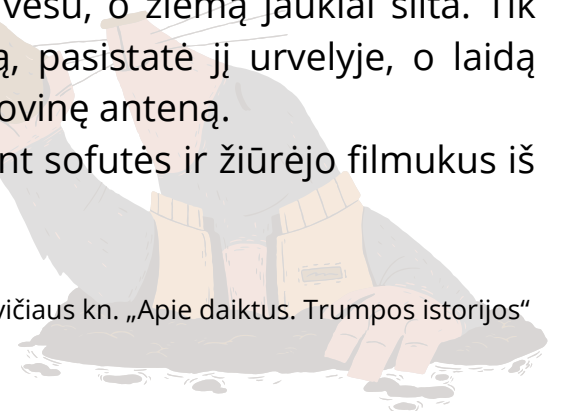 vėsu, o žiemą jaukiai šilta. Tik
ą, pasistatė jį urvelyje, o laidą
ovinę anteną.
nt sofutės ir žiūrėjo filmukus iš
vičiaus kn. „Apie daiktus. Trumpos istorijos“